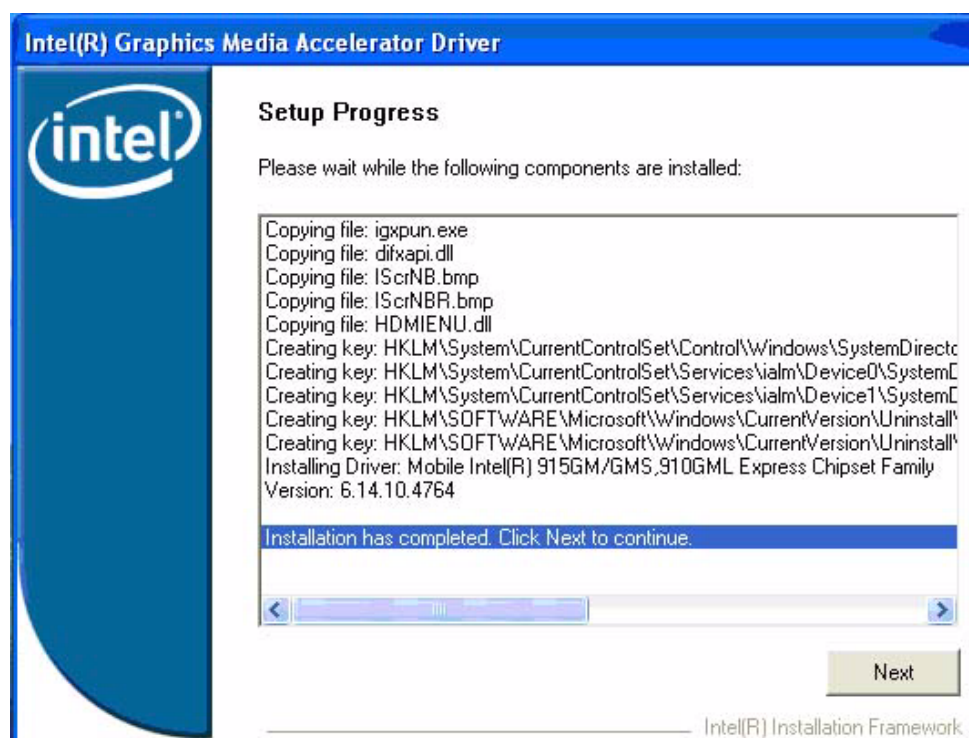 Intel(R) Graphics Media Accelerator Driver
intel
Setup Progress
Please wait while the following components are installed:
Copying file: igxpun.exe
Copying file: difxapi.dll
Copying file: IScrNB.bmp
Copying file: IScrNBR.bmp
Copying file: HDMIENU.dll
Creating key: HKLM\System\CurrentControlSet\Control\Windows\SystemDirectc
Creating key: HKLM\System\CurrentControlSet\Services\ialm\Device0\System
Creating key: HKLM\System\CurrentControlSet\Services\ialm\Device1\System
Creating key: HKLM\SOFTWARE\Microsoft\Windows\CurrentVersion\Uninstall\
Creating key: HKLM\SOFTWARE\Microsoft\Windows\CurrentVersion\Uninstall\
Installing Driver: Mobile Intel(R) 915GM/GMS,910GML Express Chipset Family
Version: 6.14.10.4764
Installation has completed. Click Next to continue.
Next
Intel(R) Installation Framework